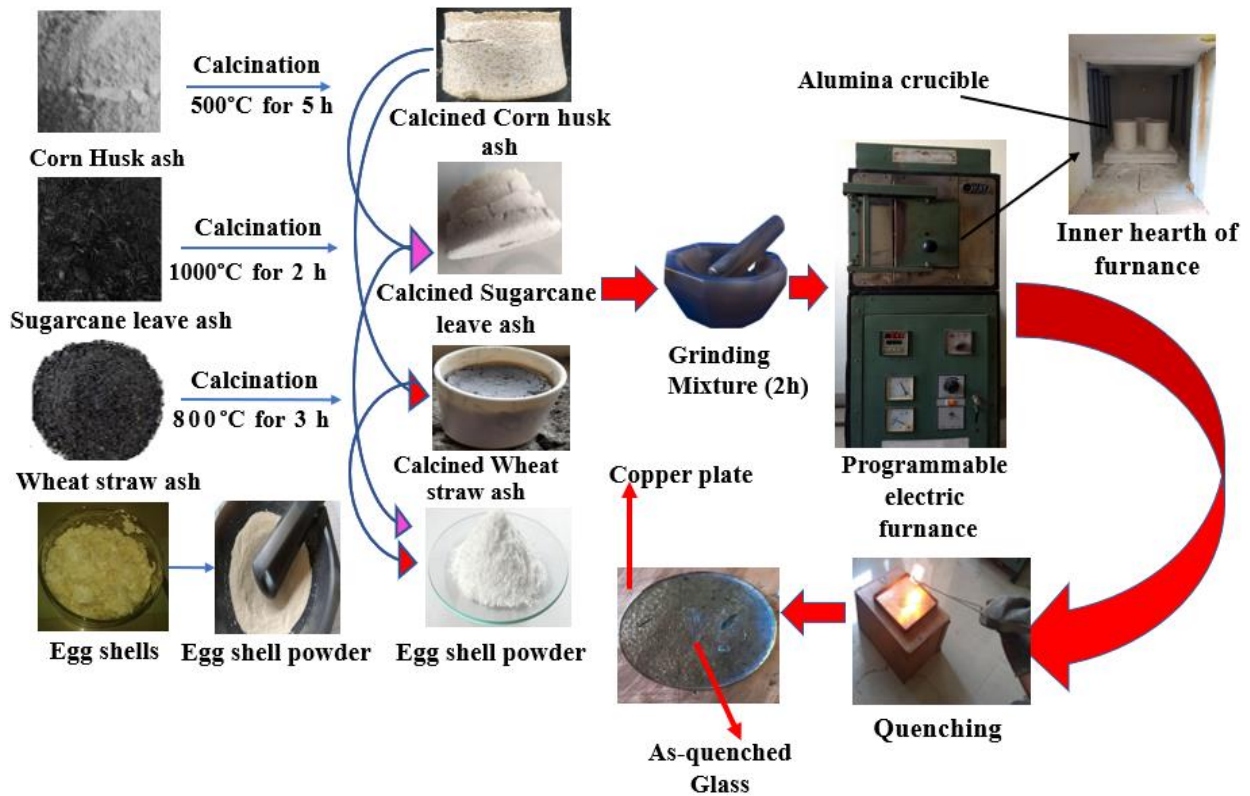 Calcination
500°C for 5 h
Corn Husk ash
Calcined Corn husk
ash
Calcination
1000°C for 2 h
Sugarcane leave ash
Calcined Sugarcane
leave ash
Calcination
800°C for 3 h
Wheat straw ash
Calcined Wheat
straw ash
Egg shells
Egg shell powder
Egg shell powder
Grinding
Mixture (2h)
Alumina crucible
Inner hearth of
furnance
Programmable
electric
furnance
Quenching
Copper plate
As-quenched
Glass